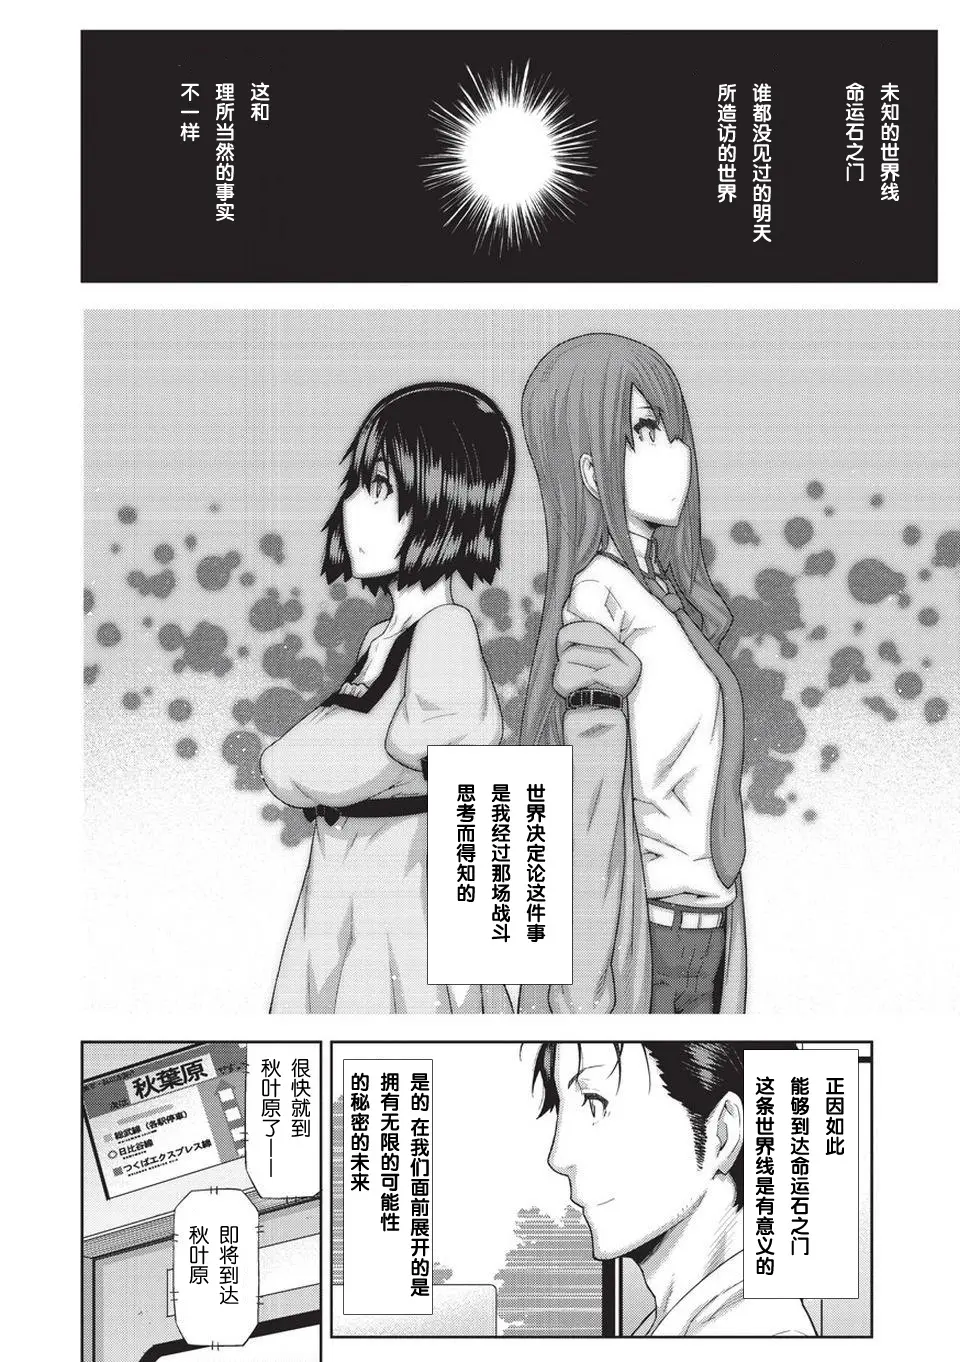 未知的世界线
命运石之门
谁都没见过的明天
所造访的世界
这和
理所当然的事实
不一样
世界决定论这件事
是我经过那场战斗
思考而得知的
正因如此
能够到达命运石之门
这条世界线是有意义的
是的 在我们面前展开的是
拥有无限的可能性
的秘密的未来
很快就到
秋叶原了——
秋葉原
総武線（各駅停車）
日比谷線
つくばエクスプレス線
即将到达
秋叶原